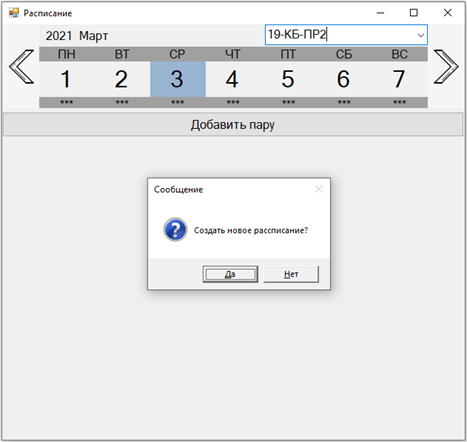 Расписание
2021 Март
19-КБ-ПР2
ПН ВТ СР ЧТ ПТ СБ ВС
1 2 3 4 5 6 7
*** *** *** *** *** *** ***
Добавить пару
Сообщение
Создать новое рассписание?
Да Нет